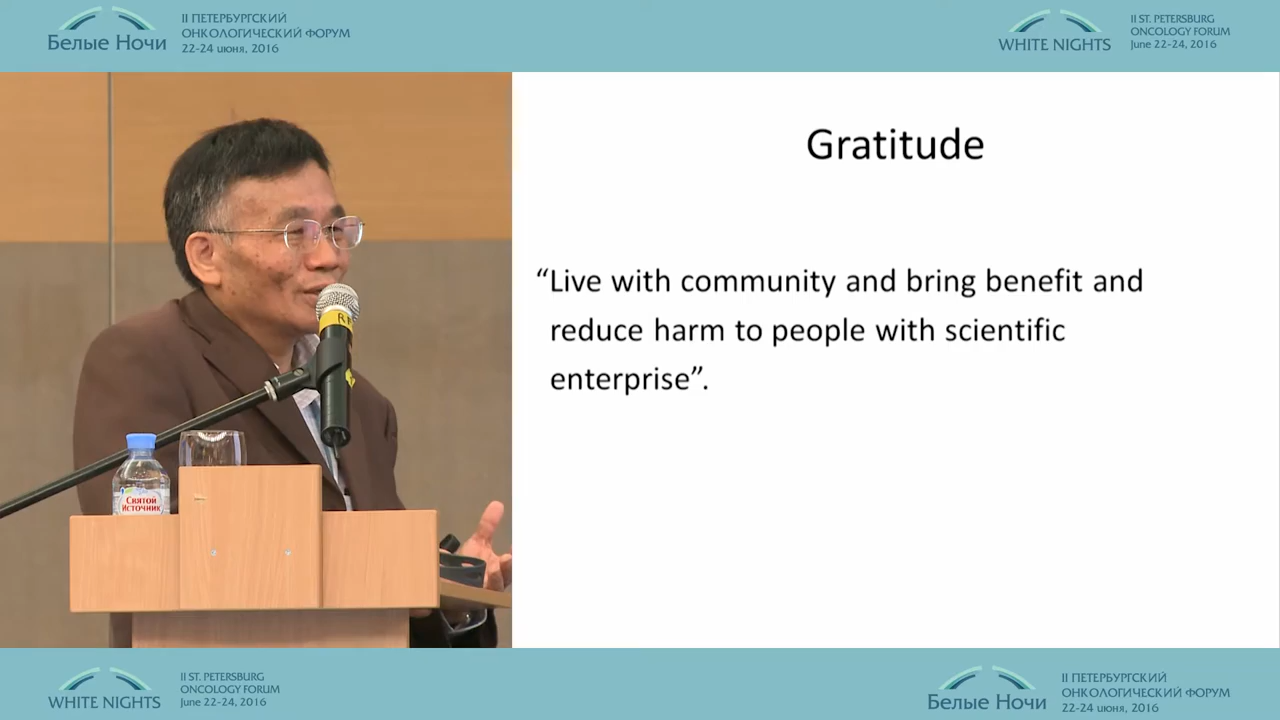 Белые Ночи
II ПЕТЕРБУРГСКИЙ
ОНКОЛОГИЧЕСКИЙ ФОРУМ
22-24 июня, 2016
WHITE NIGHTS
II ST. PETERSBURG
ONCOLOGY FORUM
June 22-24, 2016
Gratitude
“Live with community and bring benefit and
reduce harm to people with scientific
enterprise”.
Святой
Источник
WHITE NIGHTS
II ST. PETERSBURG
ONCOLOGY FORUM
June 22-24, 2016
Белые Ночи
II ПЕТЕРБУРГСКИЙ
ОНКОЛОГИЧЕСКИЙ ФОРУМ
22-24 июня, 2016